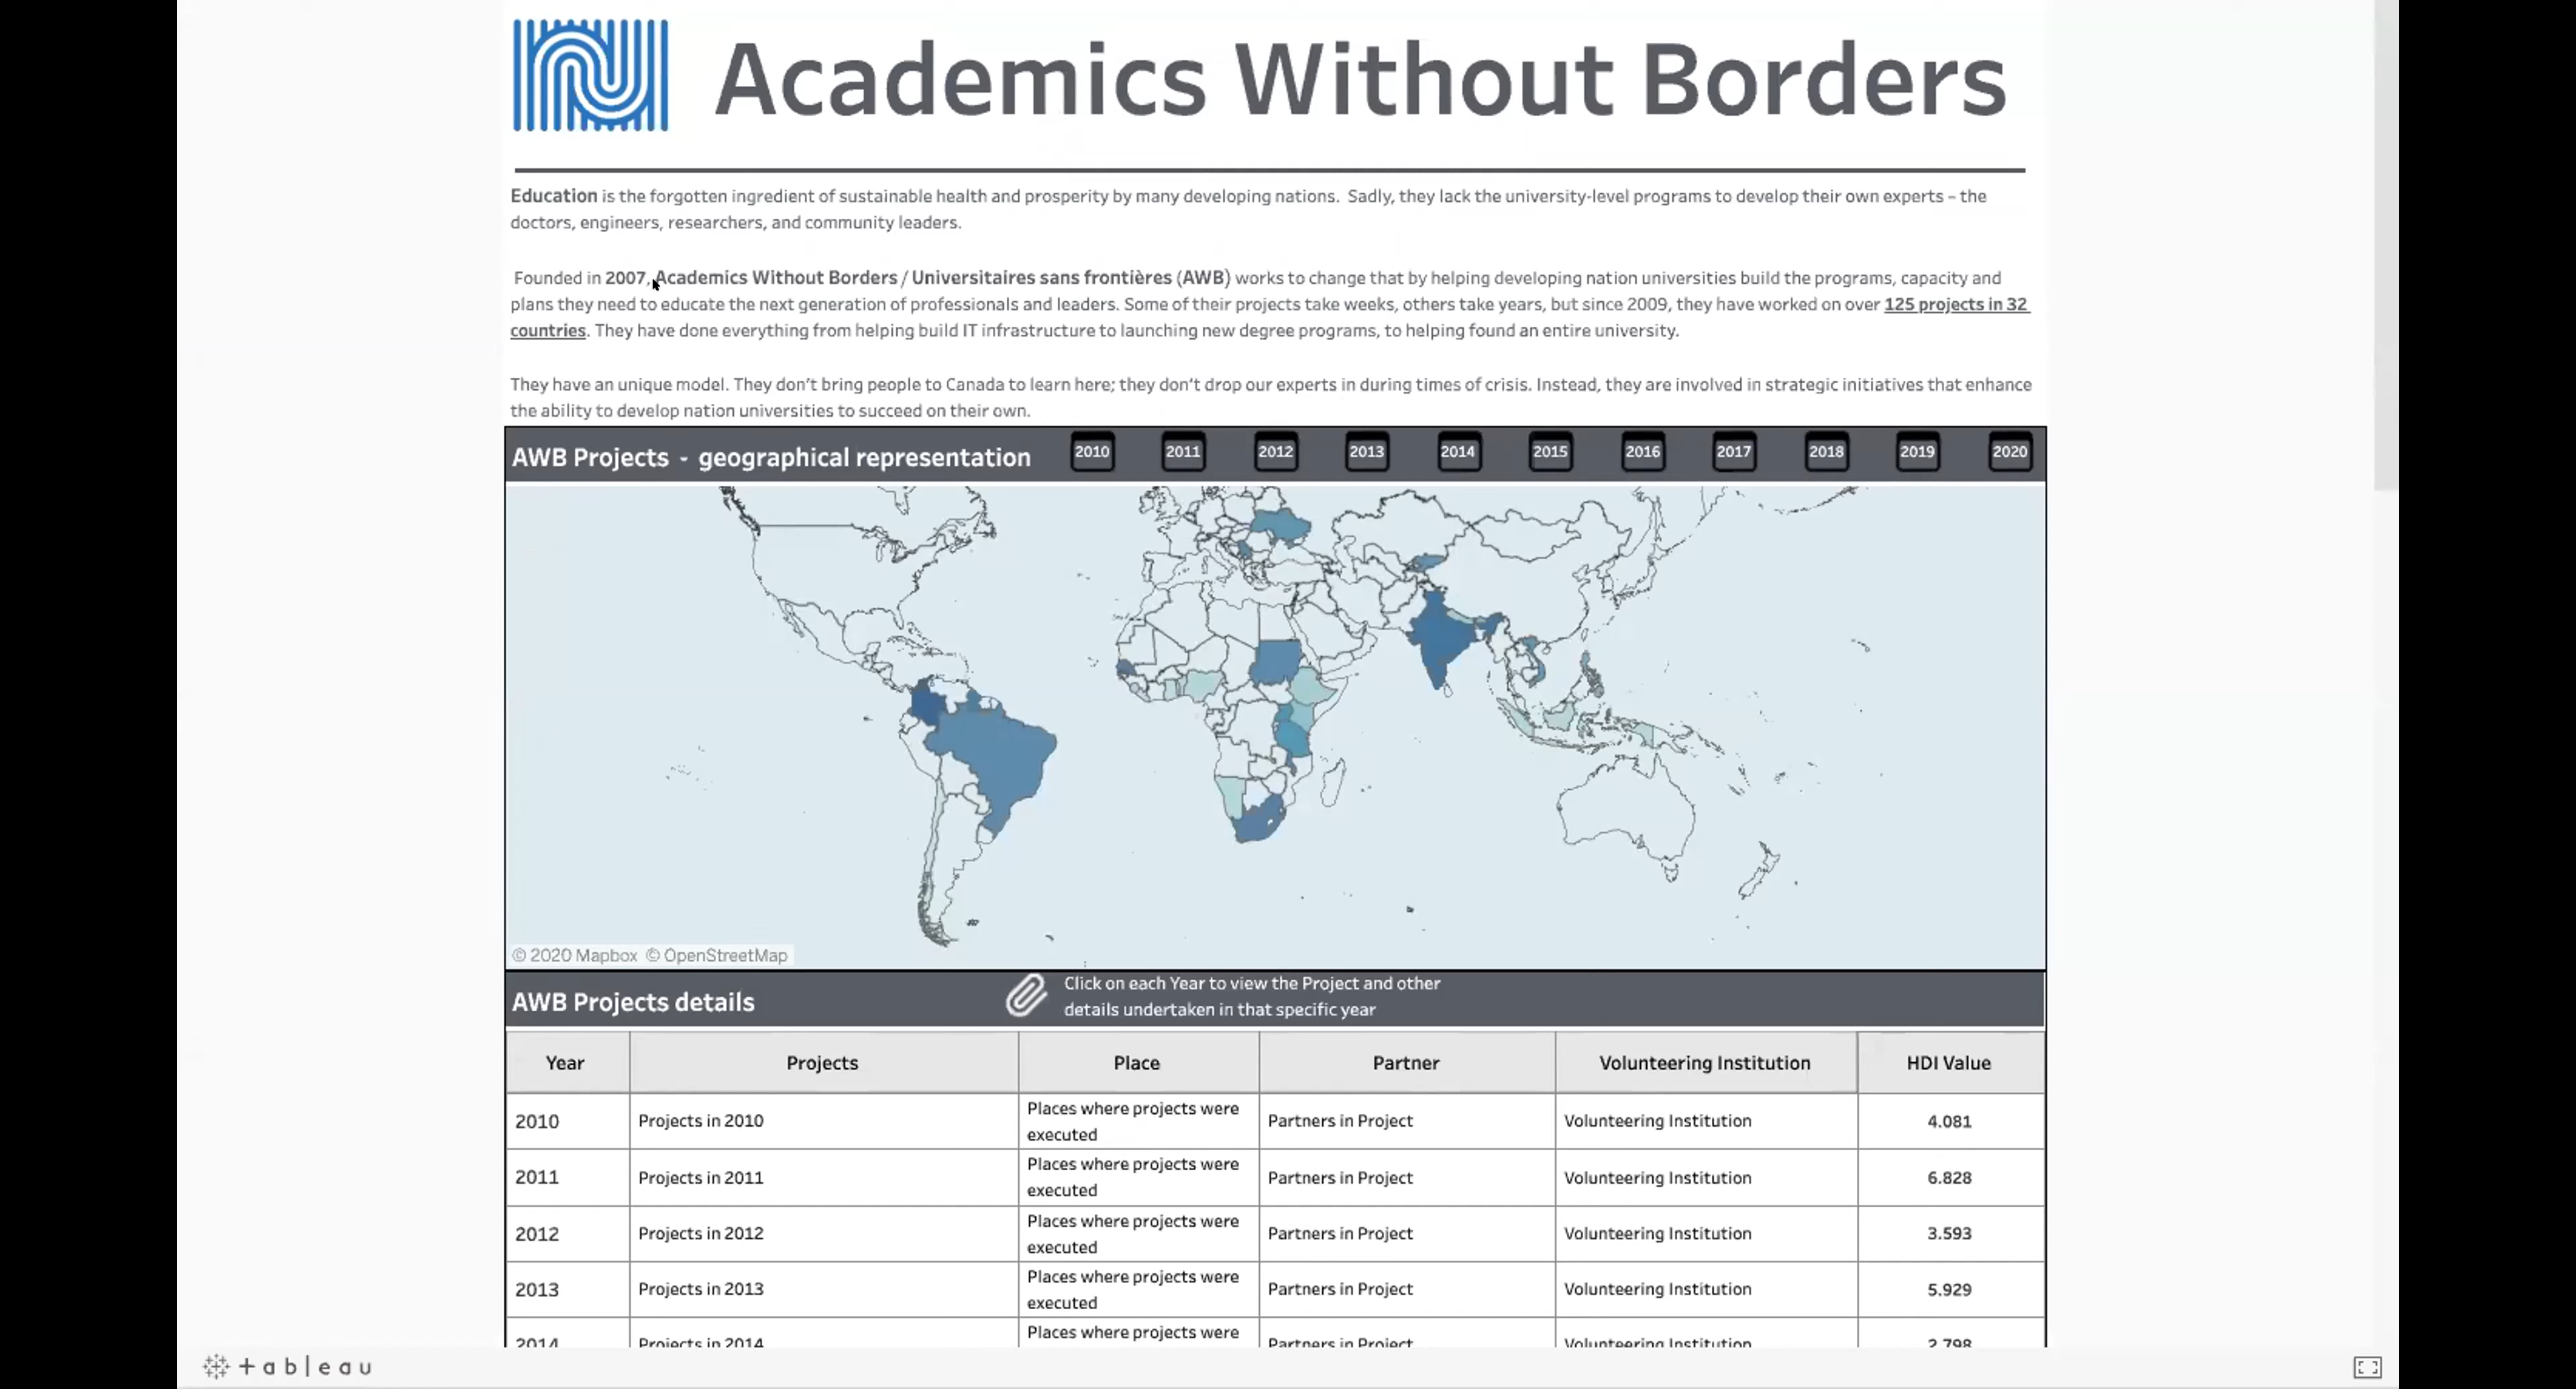 Academics Without Borders
Education is the forgotten ingredient of sustainable health and prosperity by many developing nations. Sadly, they lack the university-level programs to develop their own experts – the
doctors, engineers, researchers, and community leaders.
Founded in 2007, Academics Without Borders / Universitaires sans frontières (AWB) works to change that by helping developing nation universities build the programs, capacity and
plans they need to educate the next generation of professionals and leaders. Some of their projects take weeks, others take years, but since 2009, they have worked on over 125 projects in 32
countries. They have done everything from helping build IT infrastructure to launching new degree programs, to helping found an entire university.
They have an unique model. They don't bring people to Canada to learn here; they don't drop our experts in during times of crisis. Instead, they are involved in strategic initiatives that enhance
the ability to develop nation universities to succeed on their own.
AWB Projects - geographical representation 2010 2011 2012 2013 2014 2015 2016 2017 2018 2019 2020
© 2020 Mapbox © OpenStreetMap
AWB Projects details
Click on each Year to view the Project and other
details undertaken in that specific year
Year Projects Place Partner Volunteering Institution HDI Value
2010 Projects in 2010 Places where projects were executed Partners in Project Volunteering Institution 4.081
2011 Projects in 2011 Places where projects were executed Partners in Project Volunteering Institution 6.828
2012 Projects in 2012 Places where projects were executed Partners in Project Volunteering Institution 3.593
2013 Projects in 2013 Places where projects were executed Partners in Project Volunteering Institution 5.929
2014 Projects in 2014 Places where projects were Partners in Project Volunteering Institution 2.798
+ableau